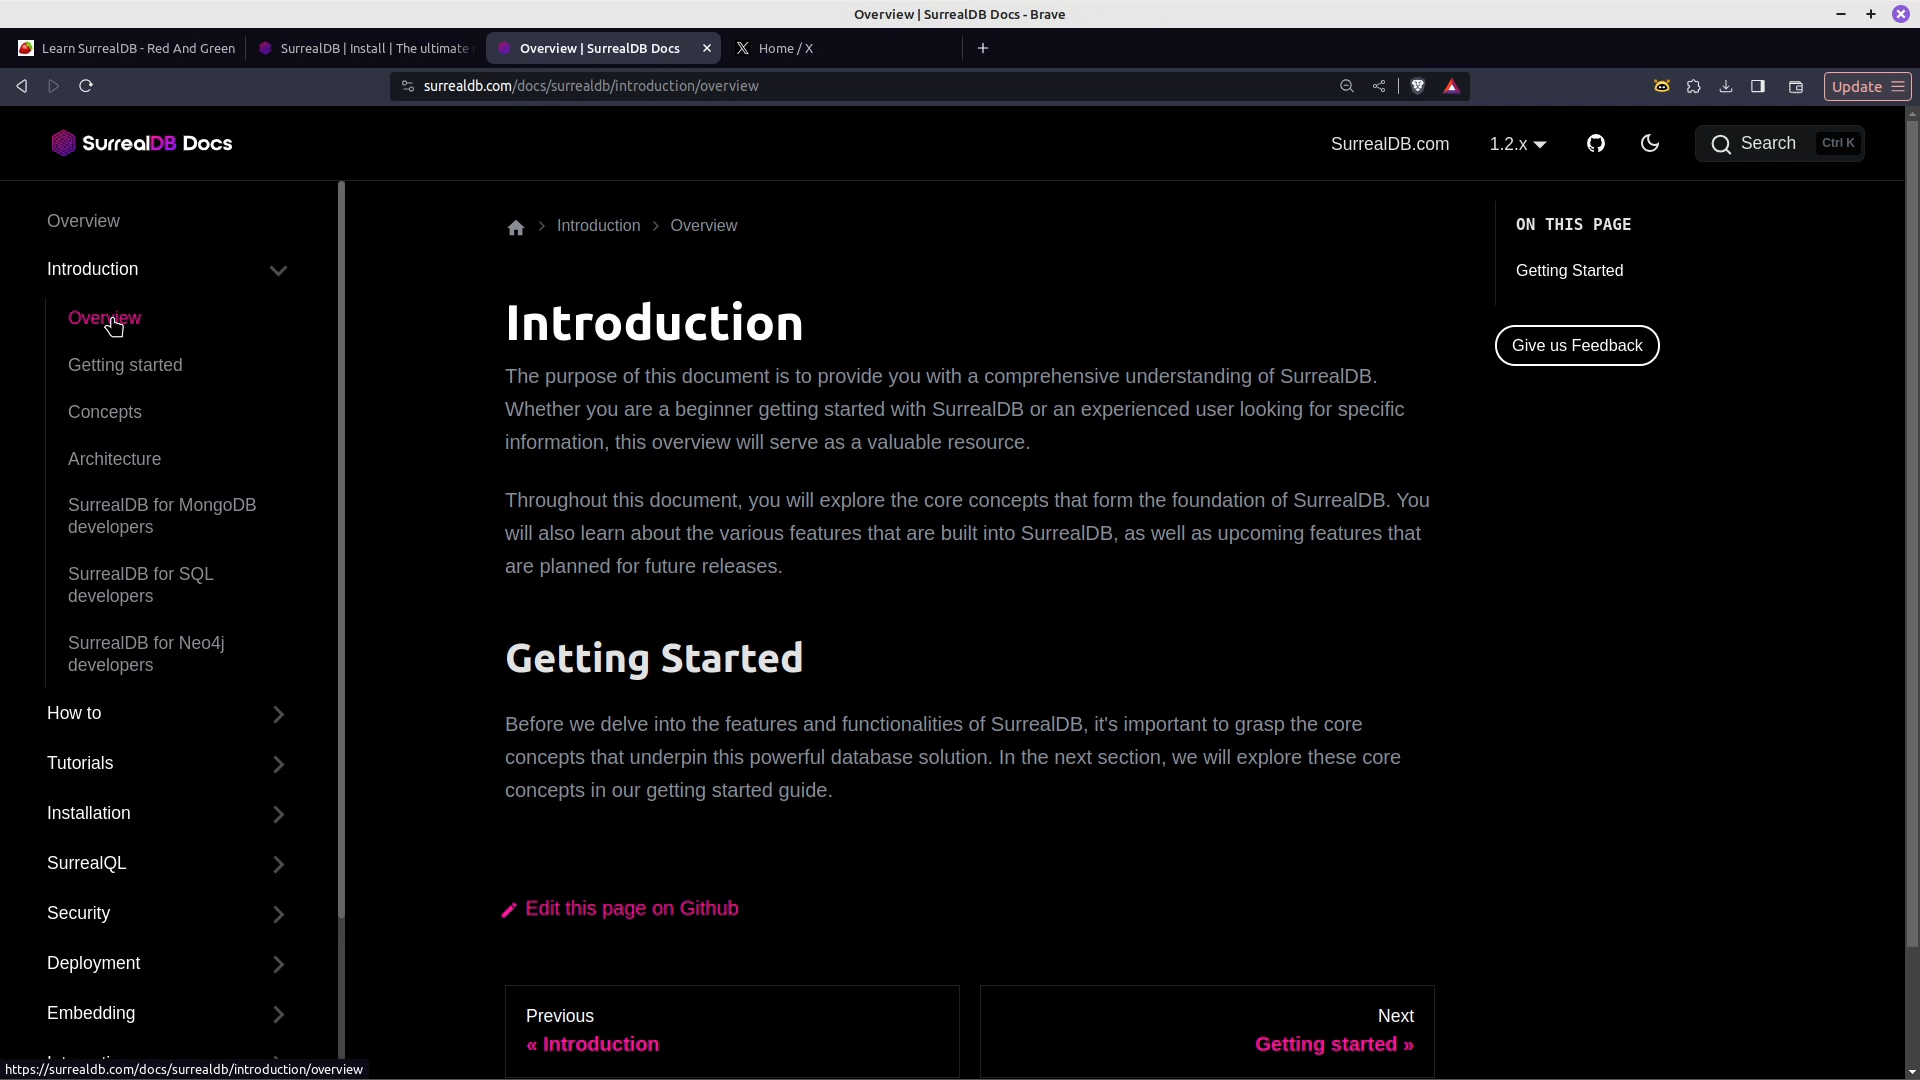 Overview | SurrealDB Docs - Brave
Learn SurrealDB - Red And Green
SurrealDB | Install | The ultimate
Overview | SurrealDB Docs
Home / X
surrealdb.com/docs/surrealdb/introduction/overview
Update
SurrealDB Docs
SurrealDB.com
1.2.x
Search
Ctrl K
Overview
Introduction
Overview
Getting started
Concepts
Architecture
SurrealDB for MongoDB
developers
SurrealDB for SQL
developers
SurrealDB for Neo4j
developers
How to
Tutorials
Installation
SurrealQL
Security
Deployment
Embedding
Introduction
Overview
Introduction
The purpose of this document is to provide you with a comprehensive understanding of SurrealDB.
Whether you are a beginner getting started with SurrealDB or an experienced user looking for specific
information, this overview will serve as a valuable resource.
Throughout this document, you will explore the core concepts that form the foundation of SurrealDB. You
will also learn about the various features that are built into SurrealDB, as well as upcoming features that
are planned for future releases.
Getting Started
Before we delve into the features and functionalities of SurrealDB, it's important to grasp the core
concepts that underpin this powerful database solution. In the next section, we will explore these core
concepts in our getting started guide.
Edit this page on Github
Previous
« Introduction
Next
Getting started »
ON THIS PAGE
Getting Started
Give us Feedback
https://surrealdb.com/docs/surrealdb/introduction/overview